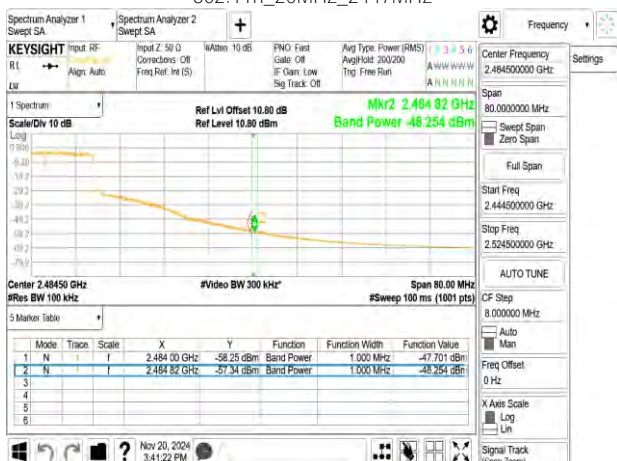 802.11n_20MHz_2447MHz
Spectrum Analyzer 1
Swept SA
Spectrum Analyzer 2
Swept SA
+
Frequency
KEYSIGHT
Input: RF
Align: Auto
Input Z: 50 Ω
Corrections: Off
Freq Ref: Int (S)
#Atten: 10 dB
PNO: Fast
Gate: Off
IF Gain: Low
Sig Track: Off
Avg Type: Power (RMS)
Avg|Hold: 200/200
Trig: Free Run
1 2 3 4 5 6
A W W W W W
A N N N N N
Center Frequency
2.484500000 GHz
Settings
Span
80.0000000 MHz
Swept Span
Zero Span
Full Span
Start Freq
2.444500000 GHz
Stop Freq
2.524500000 GHz
AUTO TUNE
CF Step
8.000000 MHz
Auto
Man
Freq Offset
0 Hz
X Axis Scale
Log
Lin
Signal Track
1 Spectrum
Scale/Div 10 dB
Ref Lvl Offset 10.80 dB
Ref Level 10.80 dBm
Mkr2 2.484 82 GHz
Band Power -48.254 dBm
Log
Center 2.48450 GHz
#Res BW 100 kHz
#Video BW 300 kHz*
Span 80.00 MHz
#Sweep 100 ms (1001 pts)
5 Marker Table
Mode Trace Scale X Y Function Function Width Function Value
1 N 1 f 2.484 00 GHz -58.25 dBm Band Power 1.000 MHz -47.701 dBm
2 N 1 f 2.484 82 GHz -57.34 dBm Band Power 1.000 MHz -48.254 dBm
3
4
5
6
?
Nov 20, 2024
3:41:22 PM